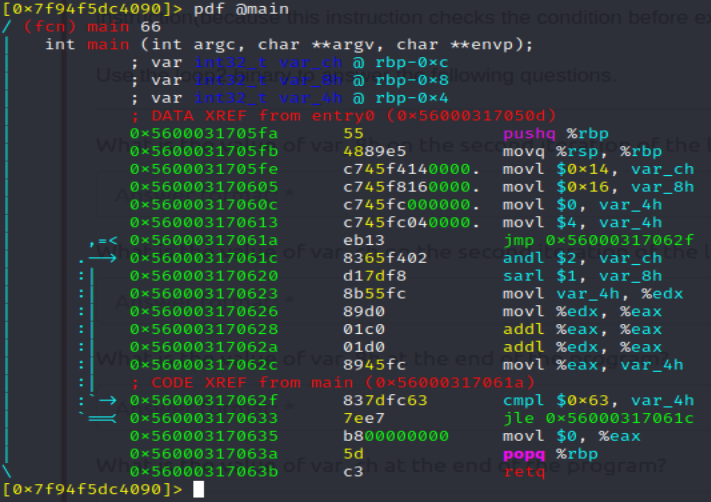 [0×7f94f5dc4090]> pdf @main
/ (fcn) main 66
| int main (int argc, char **argv, char **envp);
| ; var int32_t var_ch @ rbp-0×c
| ; var int32_t var_8h @ rbp-0×8
| ; var int32_t var_4h @ rbp-0×4
| ; DATA XREF from entry0 (0×56000317050d)
| 0×5600031705fa 55 pushq %rbp
| 0×5600031705fb 4889e5 movq %rsp, %rbp
| 0×5600031705fe c745f4140000. movl $0×14, var_ch
| 0×560003170605 c745f8160000. movl $0×16, var_8h
| 0×56000317060c c745fc000000. movl $0, var_4h
| 0×560003170613 c745fc040000. movl $4, var_4h
| ,=< 0×56000317061a eb13 jmp 0×56000317062f
| .──> 0×56000317061c 8365f402 andl $2, var_ch
| :| 0×560003170620 d17df8 sarl $1, var_8h
| :| 0×560003170623 8b55fc movl var_4h, %edx
| :| 0×560003170626 89d0 movl %edx, %eax
| :| 0×560003170628 01c0 addl %eax, %eax
| :| 0×56000317062a 01d0 addl %edx, %eax
| :| 0×56000317062c 8945fc movl %eax, var_4h
| :| ; CODE XREF from main (0×56000317061a)
| :`─> 0×56000317062f 837dfc63 cmpl $0×63, var_4h
| `==< 0×560003170633 7ee7 jle 0×56000317061c
| 0×560003170635 b800000000 movl $0, %eax
| 0×56000317063a 5d popq %rbp
\ 0×56000317063b c3 retq
[0×7f94f5dc4090]>